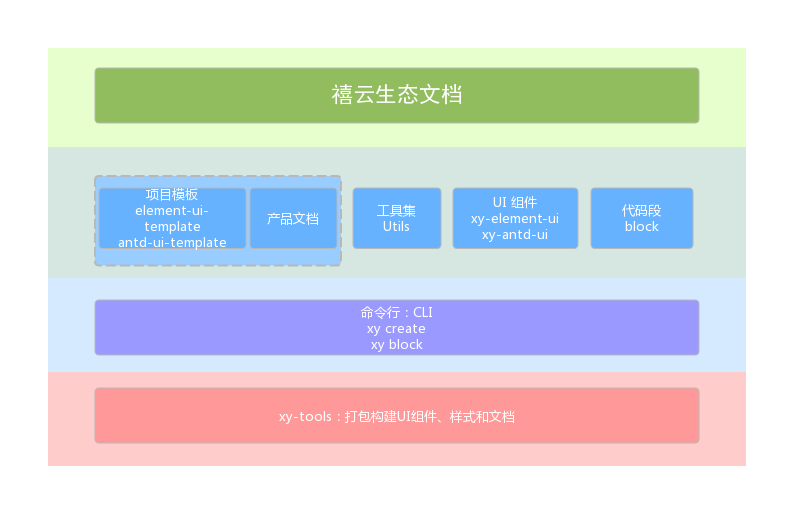 禧云生态文档
项目模板
element-ui-
template
antd-ui-template
产品文档
工具集
Utils
UI 组件
xy-element-ui
xy-antd-ui
代码段
block
命令行：CLI
xy create
xy block
xy-tools：打包构建UI组件、样式和文档